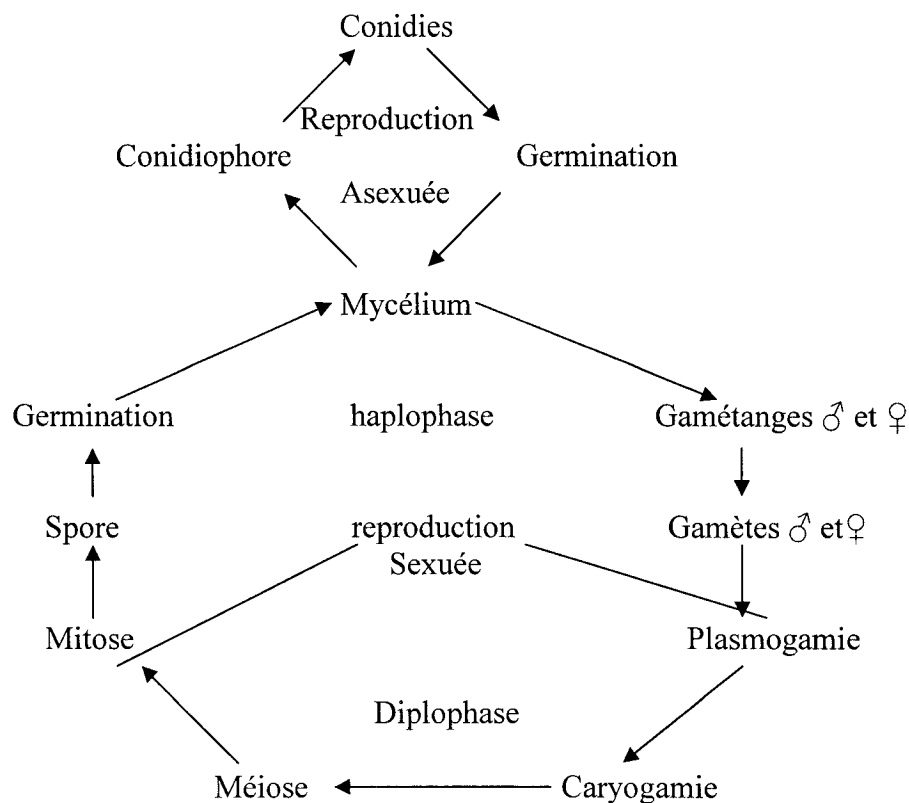 Conidies
Reproduction
Conidiophore
Germination
Asexuée
Mycélium
Germination
haplophase
Gamétanges ♂ et ♀
Spore
reproduction
Sexuée
Gamètes ♂ et♀
Mitose
Plasmogamie
Diplophase
Méiose
Caryogamie